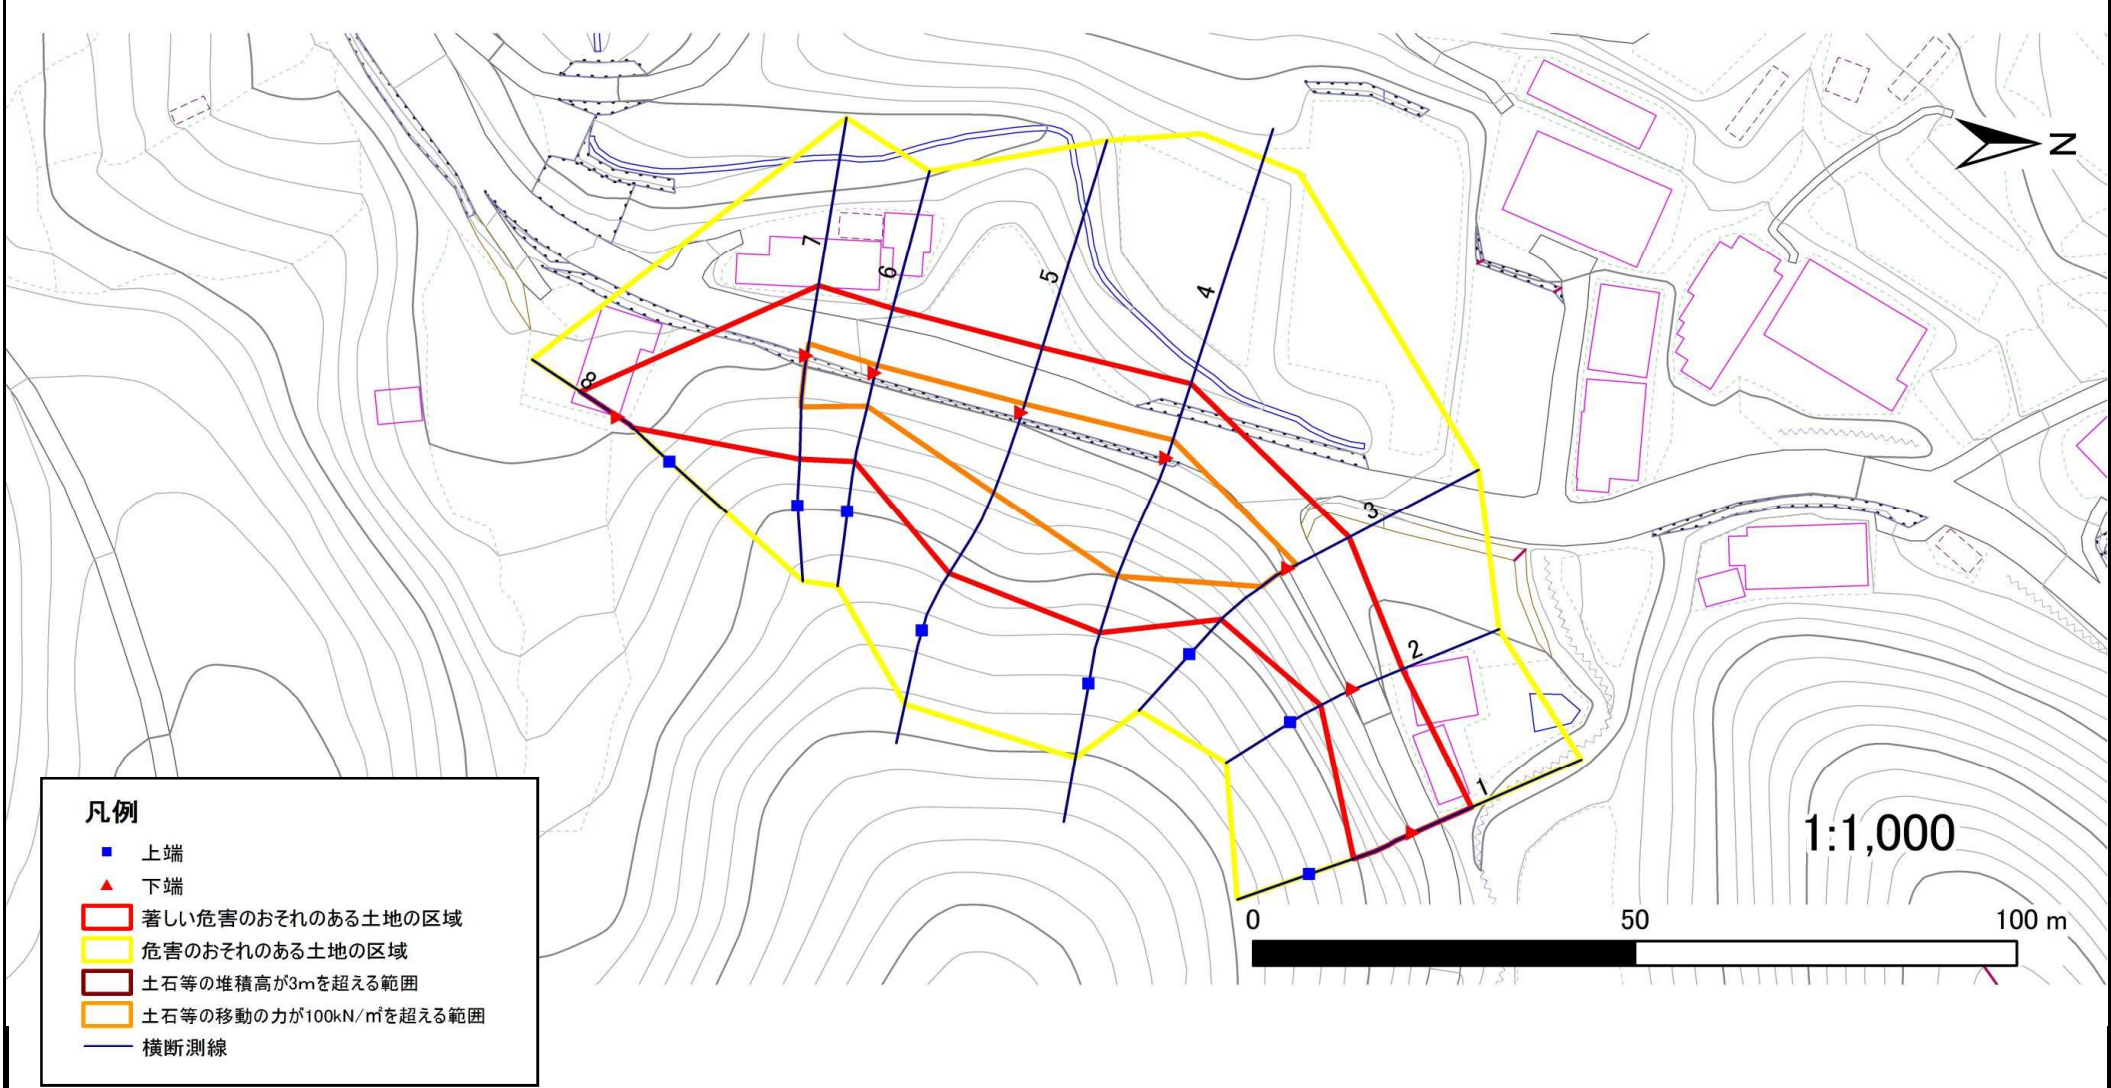 N
7
6
5
4
8
3
2
1
1:1,000
0 50 100 m
凡例
上端
下端
著しい危害のおそれのある土地の区域
危害のおそれのある土地の区域
土石等の堆積高が3mを超える範囲
土石等の移動の力が100kN/㎡を超える範囲
横断測線